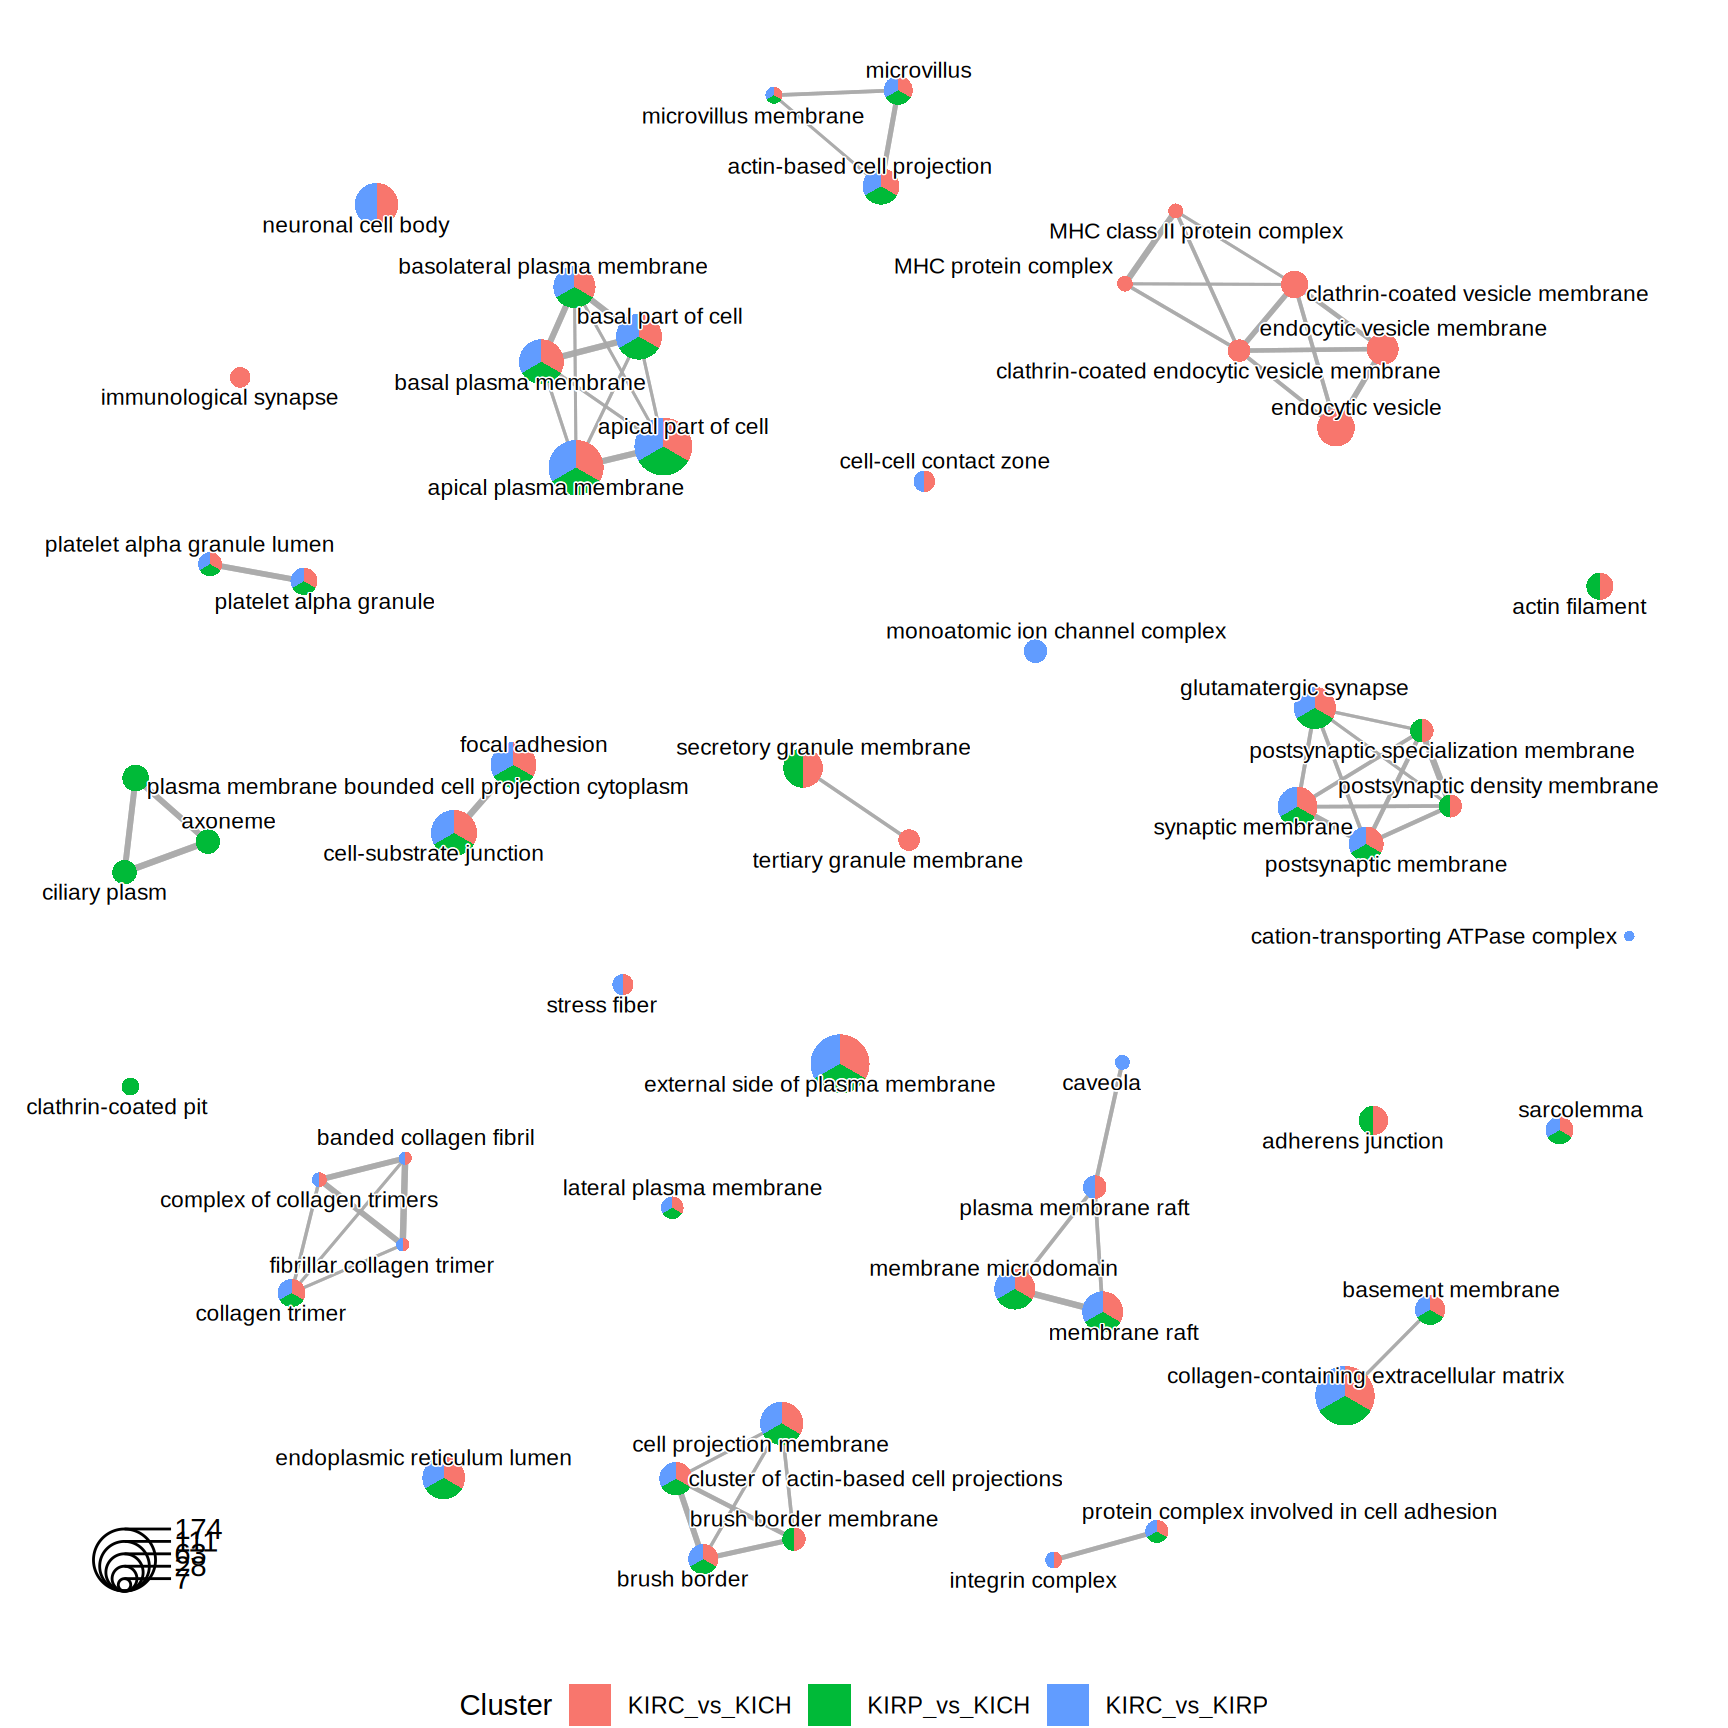 microvillus
microvillus membrane
actin-based cell projection
neuronal cell body
MHC class II protein complex
basolateral plasma membrane
MHC protein complex
clathrin-coated vesicle membrane
basal part of cell
endocytic vesicle membrane
clathrin-coated endocytic vesicle membrane
basal plasma membrane
immunological synapse
endocytic vesicle
apical part of cell
cell-cell contact zone
apical plasma membrane
platelet alpha granule lumen
platelet alpha granule
actin filament
monoatomic ion channel complex
glutamatergic synapse
focal adhesion
secretory granule membrane
postsynaptic specialization membrane
plasma membrane bounded cell projection cytoplasm
postsynaptic density membrane
axoneme
synaptic membrane
cell-substrate junction
tertiary granule membrane
postsynaptic membrane
ciliary plasm
cation-transporting ATPase complex
stress fiber
external side of plasma membrane
caveola
clathrin-coated pit
sarcolemma
banded collagen fibril
adherens junction
lateral plasma membrane
complex of collagen trimers
plasma membrane raft
fibrillar collagen trimer
membrane microdomain
basement membrane
collagen trimer
membrane raft
collagen-containing extracellular matrix
cell projection membrane
endoplasmic reticulum lumen
cluster of actin-based cell projections
protein complex involved in cell adhesion
brush border membrane
brush border
integrin complex
174
111
63
28
7
Cluster KIRC_vs_KICH KIRP_vs_KICH KIRC_vs_KIRP